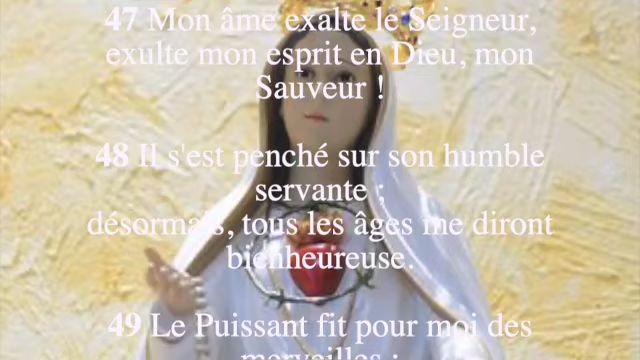 47 Mon âme exalte le Seigneur,
exulte mon esprit en Dieu, mon
Sauveur !
48 Il s'est penché sur son humble
servante ;
désormais, tous les âges me diront
bienheureuse.
49 Le Puissant fit pour moi des
merveilles ;